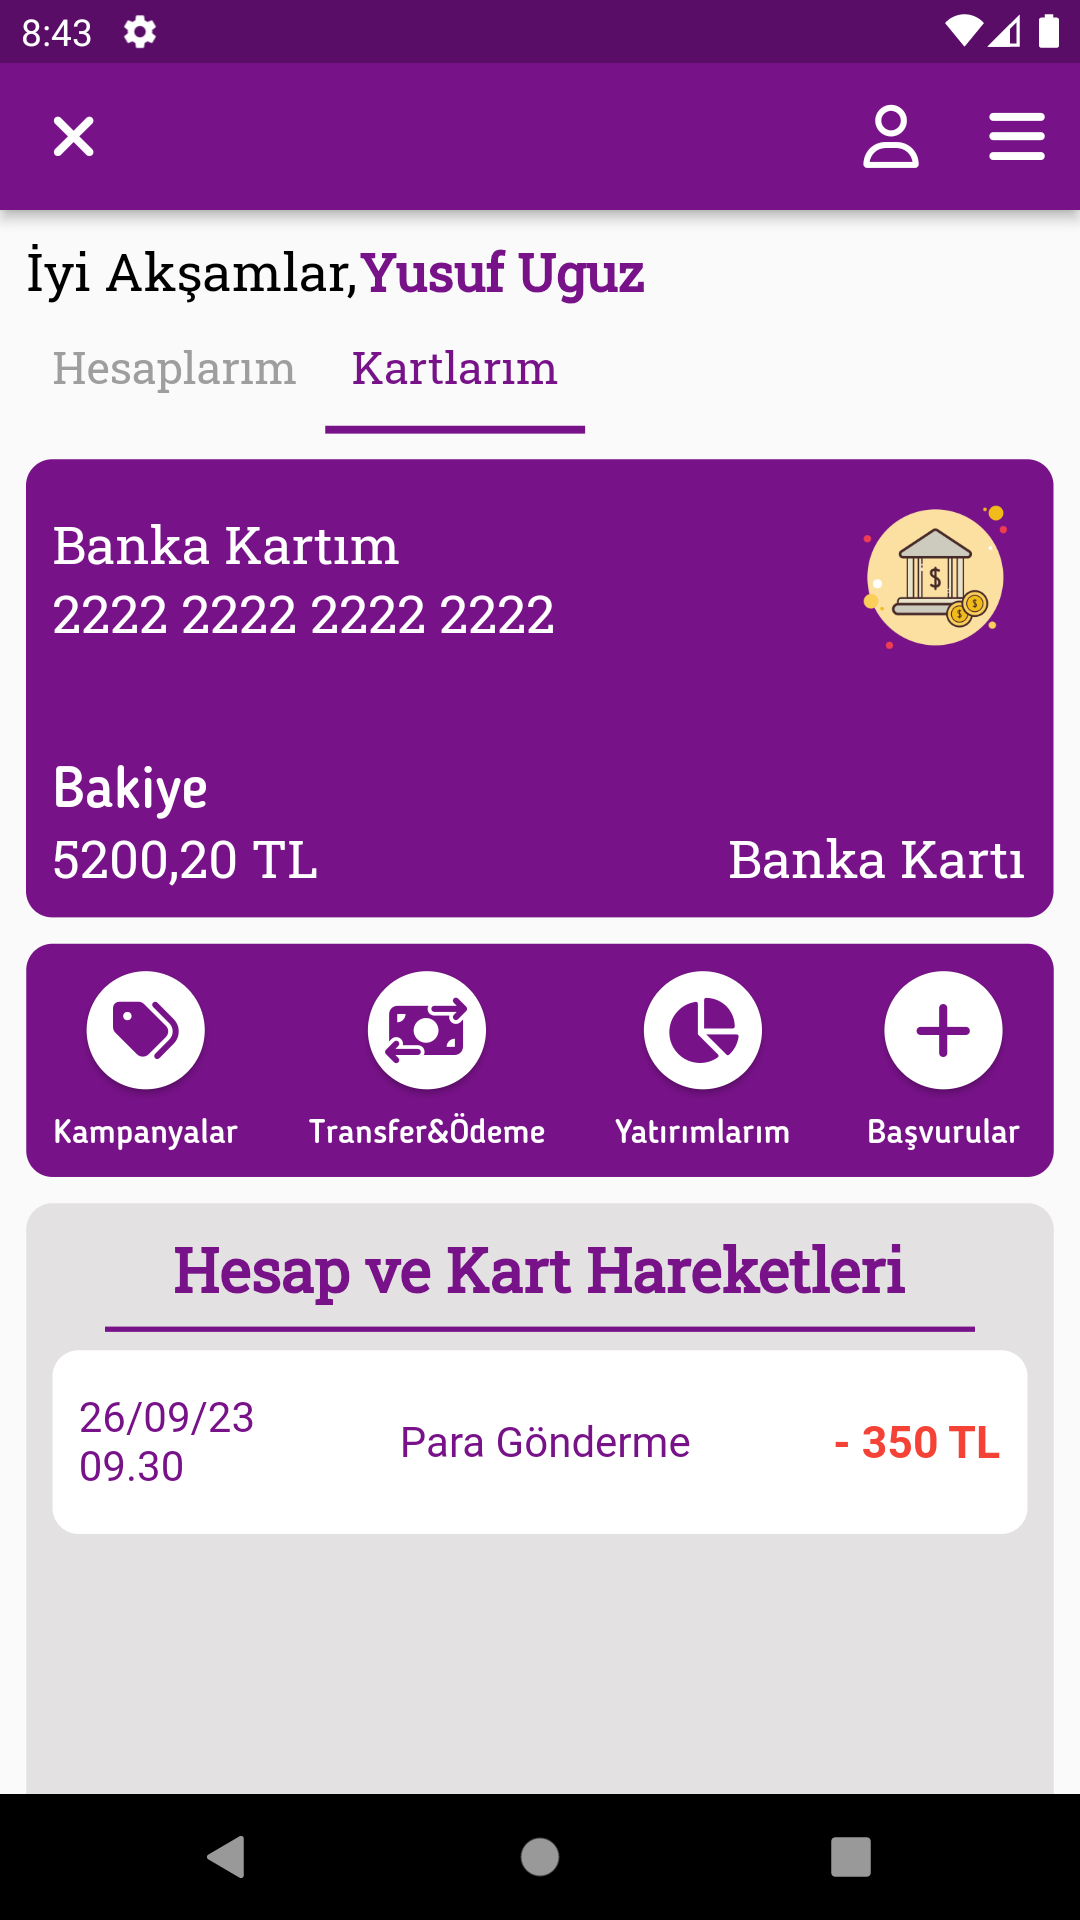 8:43
İyi Akşamlar,Yusuf Uguz
Hesaplarım Kartlarım
Banka Kartım
2222 2222 2222 2222
Bakiye
5200,20 TL Banka Kartı
Kampanyalar Transfer&Ödeme Yatırımlarım Başvurular
Hesap ve Kart Hareketleri
26/09/23
09.30
Para Gönderme
- 350 TL